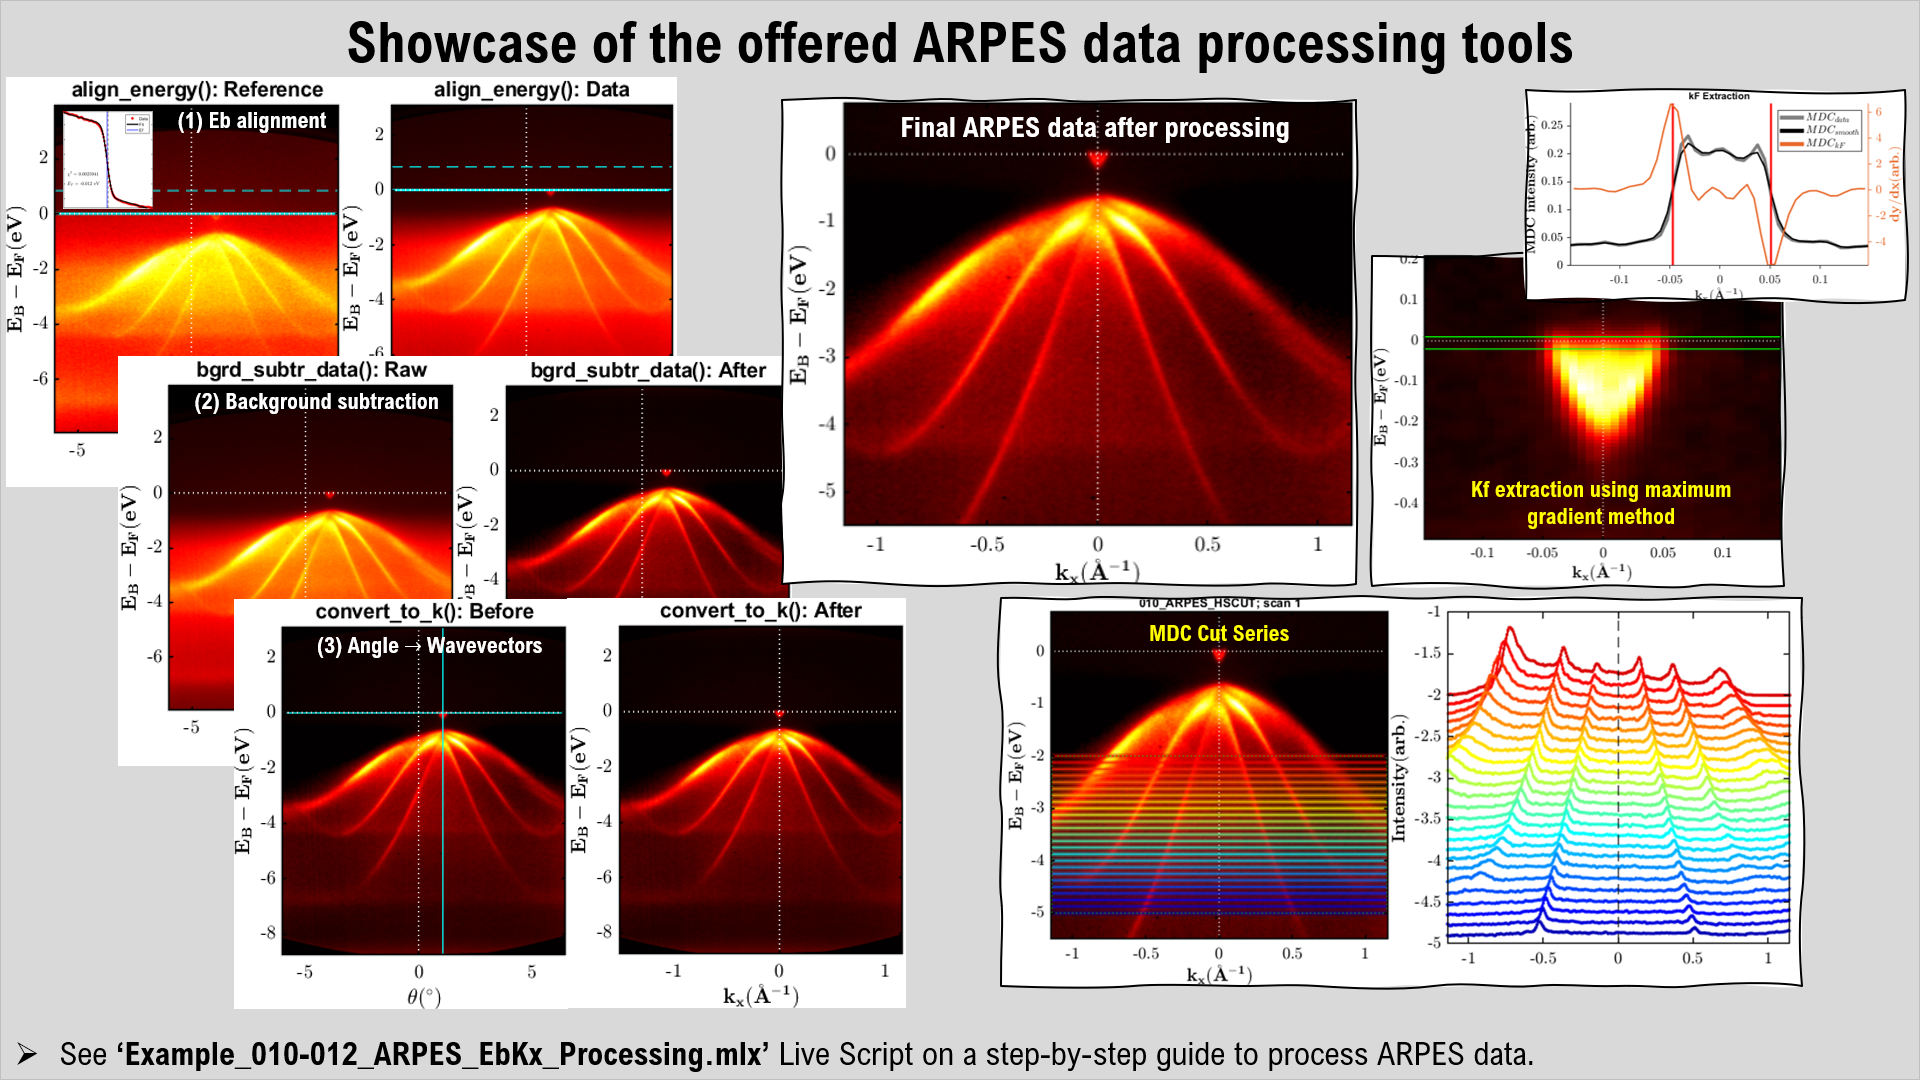 Showcase of the offered ARPES data processing tools
align_energy(): Reference
(1) Eb alignment
Data
EF
E_B − E_F(eV)
2
0
-2
-4
-6
-5
align_energy(): Data
E_B − E_F(eV)
2
0
-2
-4
-6
bgrd_subtr_data(): Raw
(2) Background subtraction
E_B − E_F(eV)
2
0
-2
-4
-6
-5
bgrd_subtr_data(): After
E_B − E_F(eV)
2
0
-2
-4
convert_to_k(): Before
(3) Angle → Wavevectors
E_B − E_F(eV)
2
0
-2
-4
-6
-8
-5 0 5
θ(°)
convert_to_k(): After
E_B − E_F(eV)
2
0
-2
-4
-6
-8
-1 0 1
k_x(Å⁻¹)
Final ARPES data after processing
E_B − E_F(eV)
0
-1
-2
-3
-4
-5
-1 -0.5 0 0.5 1
k_x(Å⁻¹)
kF Extraction
MDC_data
MDC_smooth
MDC_kF
MDC intensity (arb.)
0.25
0.2
0.15
0.1
0.05
0
6
4
2
0
-2
-4
dy/dx(arb.)
-0.1 -0.05 0 0.05 0.1
k_x(Å⁻¹)
E_B − E_F(eV)
0.2
0.1
0
-0.1
-0.2
-0.3
-0.4
Kf extraction using maximum
gradient method
-0.1 -0.05 0 0.05 0.1
k_x(Å⁻¹)
010_ARPES_HSCUT; scan 1
MDC Cut Series
E_B − E_F(eV)
0
-1
-2
-3
-4
-5
-1 -0.5 0 0.5 1
k_x(Å⁻¹)
Intensity(arb.)
-1
-1.5
-2
-2.5
-3
-3.5
-4
-4.5
-5
-1 -0.5 0 0.5 1
➢ See ‘Example_010-012_ARPES_EbKx_Processing.mlx’ Live Script on a step-by-step guide to process ARPES data.